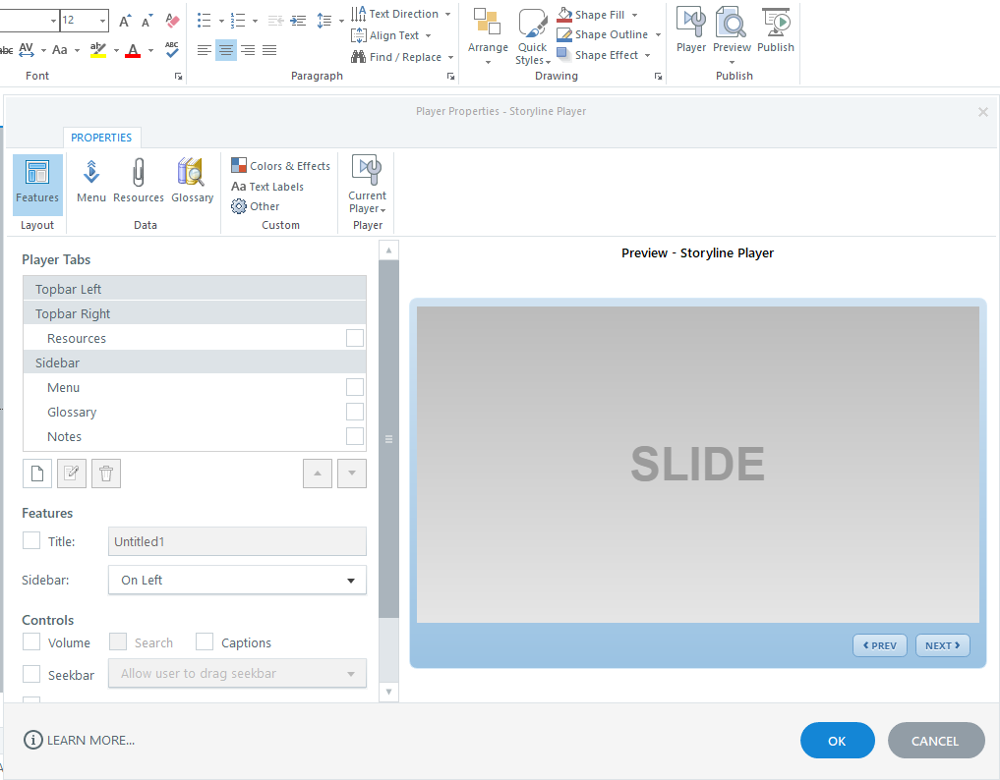 12
Text Direction
Align Text
Find / Replace
abc AV Aa ab A ABC
Font
Paragraph
Arrange
Quick Styles
Shape Fill
Shape Outline
Shape Effect
Drawing
Player
Preview
Publish
Publish
Player Properties - Storyline Player
PROPERTIES
Features
Layout
Menu
Resources
Glossary
Data
Colors & Effects
Aa Text Labels
Other
Custom
Current
Player
Player
Player Tabs
Topbar Left
Topbar Right
Resources
Sidebar
Menu
Glossary
Notes
Features
Title:
Untitled1
Sidebar:
On Left
Controls
Volume
Search
Captions
Seekbar
Allow user to drag seekbar
Preview - Storyline Player
SLIDE
PREV
NEXT
LEARN MORE...
OK
CANCEL